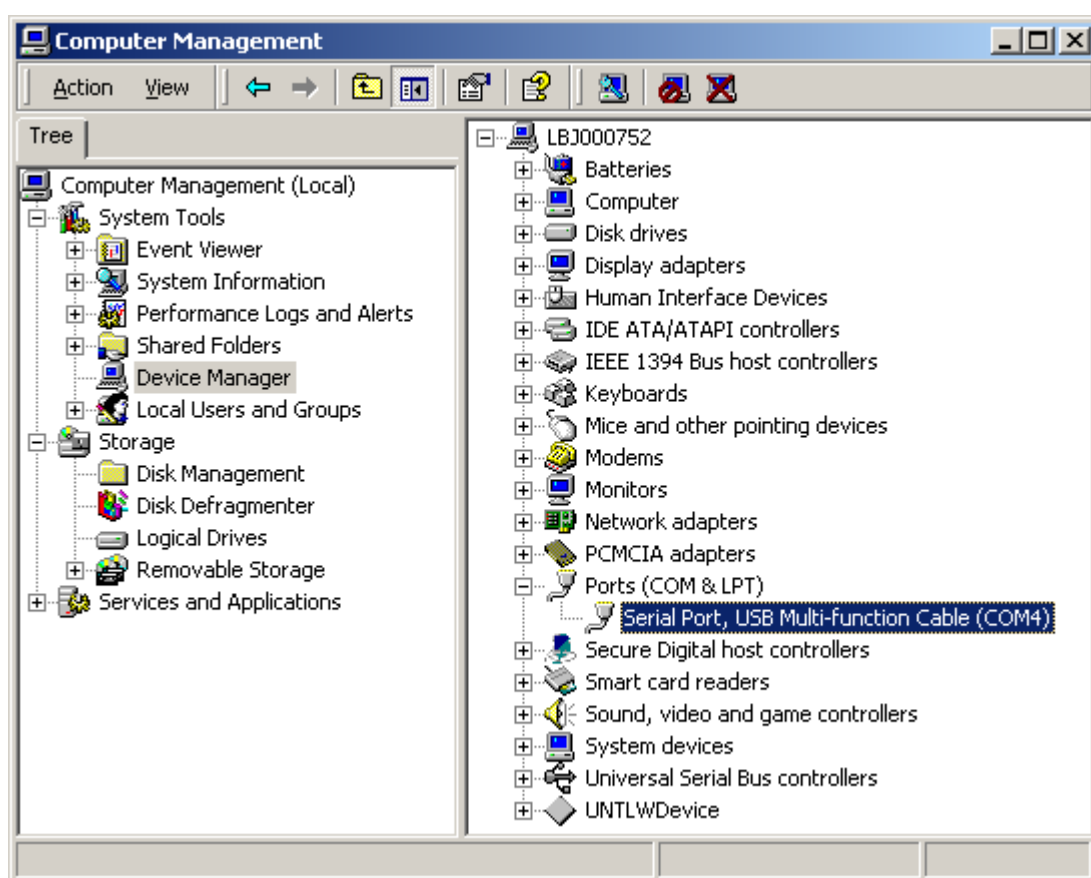 Computer Management
Action View
Tree
Computer Management (Local)
System Tools
Event Viewer
System Information
Performance Logs and Alerts
Shared Folders
Device Manager
Local Users and Groups
Storage
Disk Management
Disk Defragmenter
Logical Drives
Removable Storage
Services and Applications
LBJ000752
Batteries
Computer
Disk drives
Display adapters
Human Interface Devices
IDE ATA/ATAPI controllers
IEEE 1394 Bus host controllers
Keyboards
Mice and other pointing devices
Modems
Monitors
Network adapters
PCMCIA adapters
Ports (COM & LPT)
Serial Port, USB Multi-function Cable (COM4)
Secure Digital host controllers
Smart card readers
Sound, video and game controllers
System devices
Universal Serial Bus controllers
UNTLWDevice